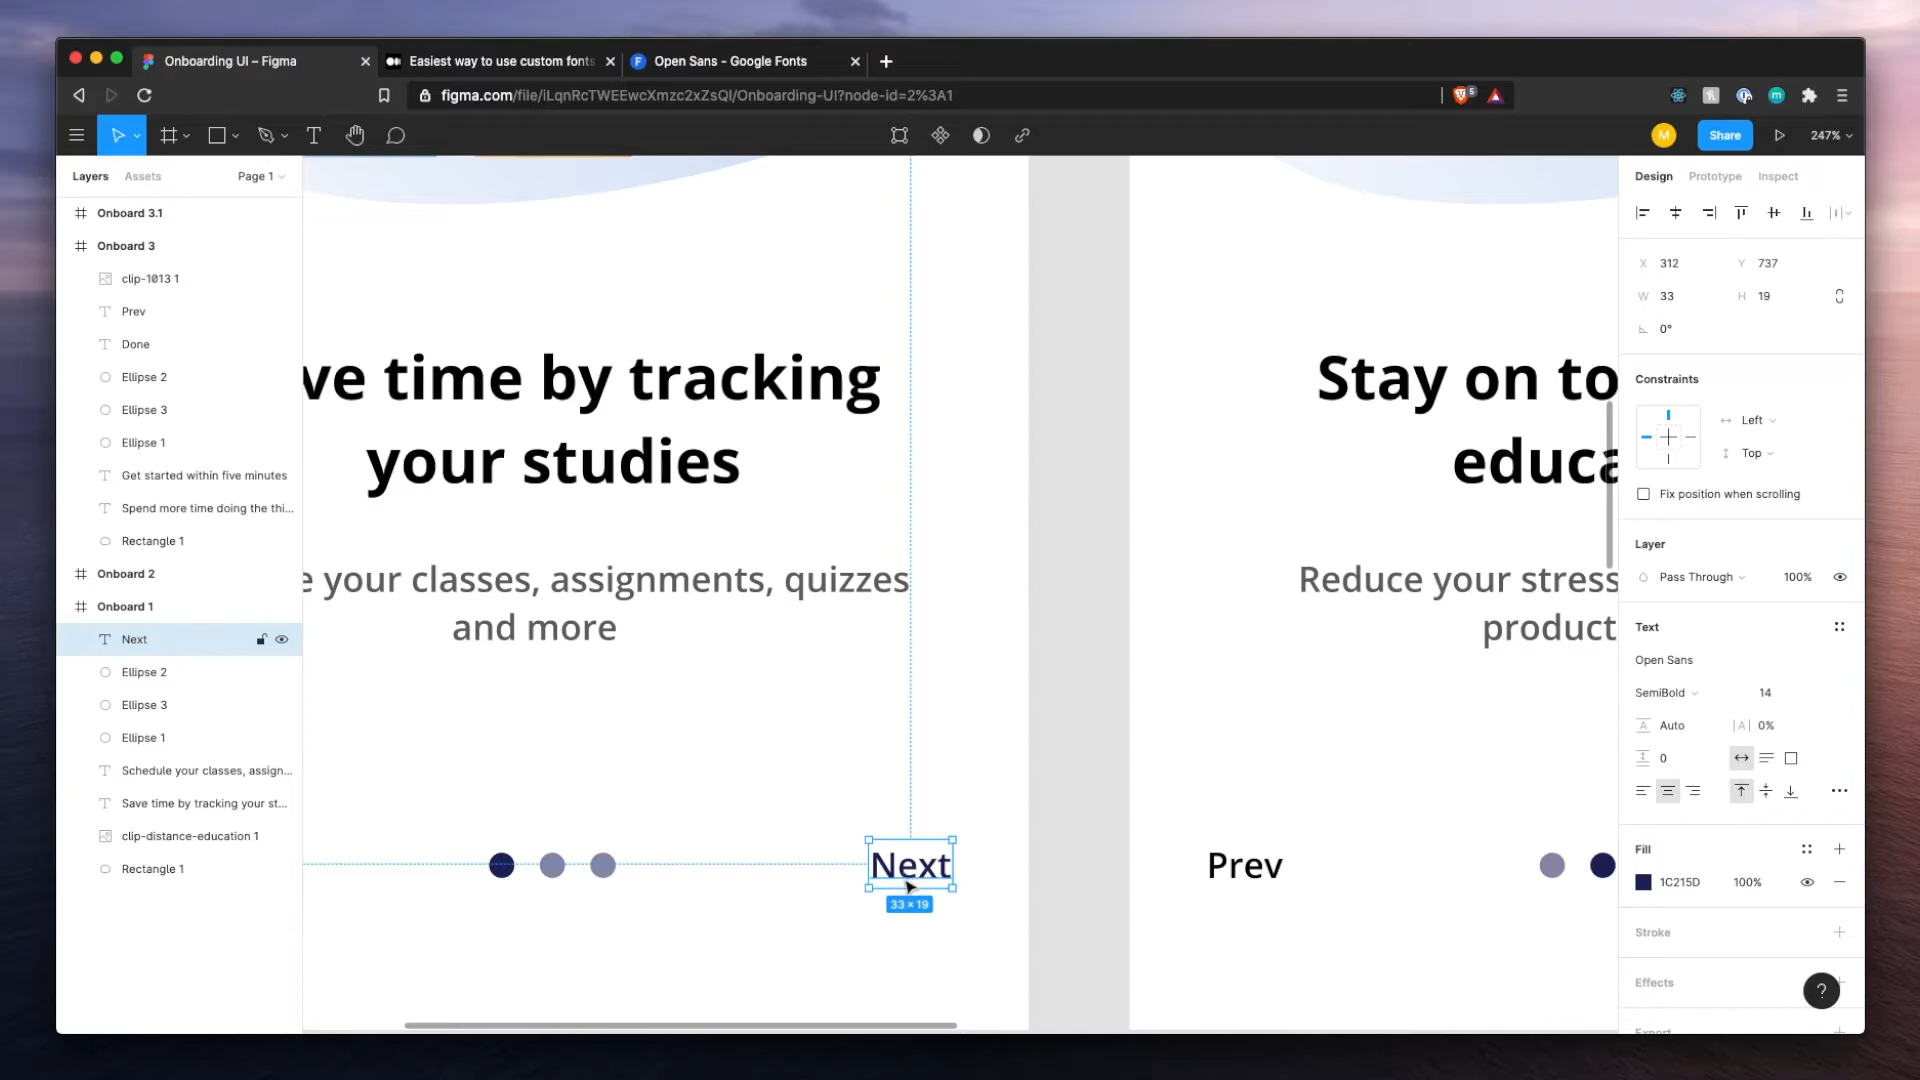 Onboarding UI – Figma
Easiest way to use custom fonts
Open Sans - Google Fonts
figma.com/file/iLqnRcTWEEwcXmzc2xZsQl/Onboarding-UI?node-id=2%3A1
5
M
Share
247%
Layers
Assets
Page 1
Onboard 3.1
Onboard 3
clip-1013 1
Prev
Done
Ellipse 2
Ellipse 3
Ellipse 1
Get started within five minutes
Spend more time doing the thi...
Rectangle 1
Onboard 2
Onboard 1
Next
Ellipse 2
Ellipse 3
Ellipse 1
Schedule your classes, assign...
Save time by tracking your st...
clip-distance-education 1
Rectangle 1
ve time by tracking
your studies
e your classes, assignments, quizzes
and more
Next
33 × 19
Stay on to
educa
Reduce your stress
product
Prev
Design
Prototype
Inspect
X 312
Y 737
W 33
H 19
0°
Constraints
Left
Top
Fix position when scrolling
Layer
Pass Through
100%
Text
Open Sans
SemiBold
14
Auto
|A| 0%
0
Fill
1C215D
100%
Stroke
Effects
?
Export